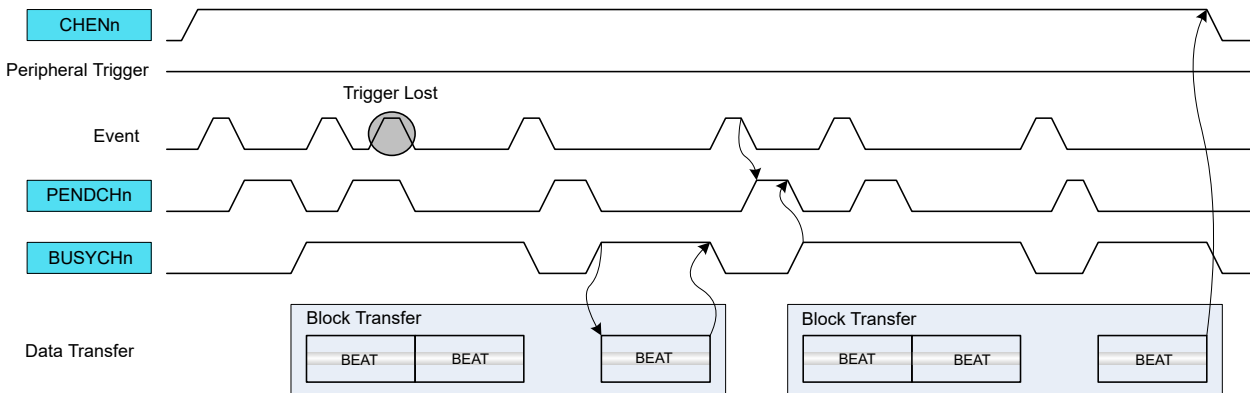 CHENn
Peripheral Trigger
Trigger Lost
Event
PENDCHn
BUSYCHn
Data Transfer
Block Transfer
BEAT
BEAT
BEAT
Block Transfer
BEAT
BEAT
BEAT